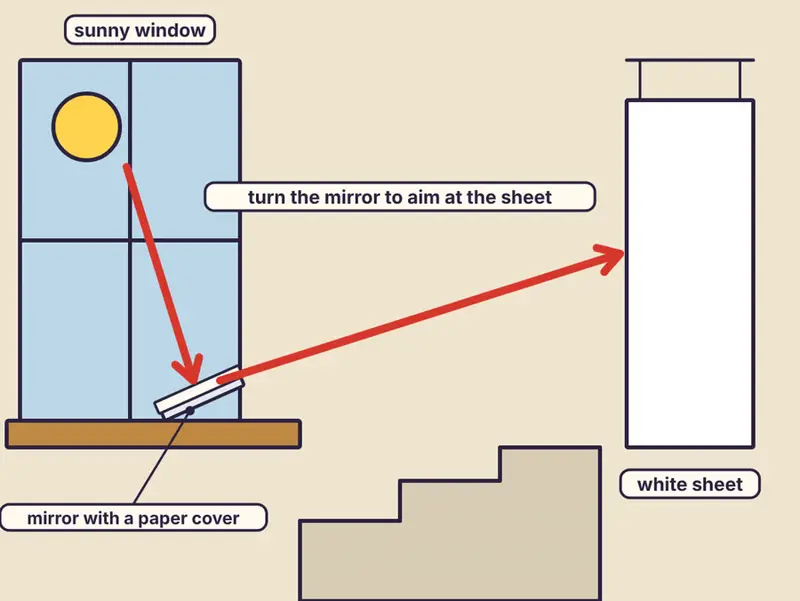 sunny window
turn the mirror to aim at the sheet
white sheet
mirror with a paper cover